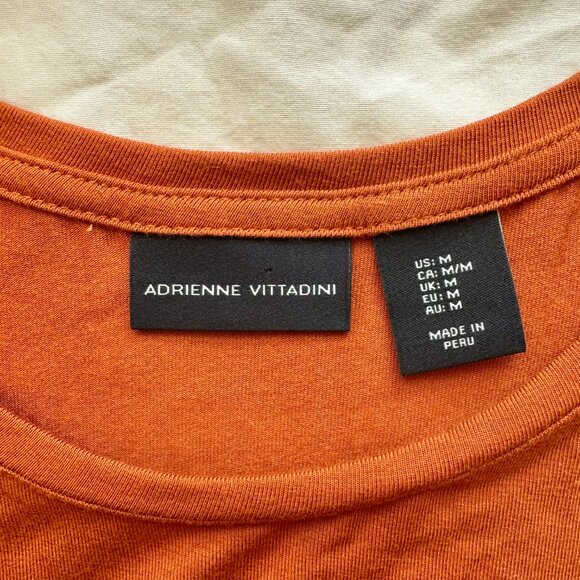 ADRIENNE VITTADINI
US: M
CA: M/M
UK: M
EU: M
AU: M
MADE IN
PERU